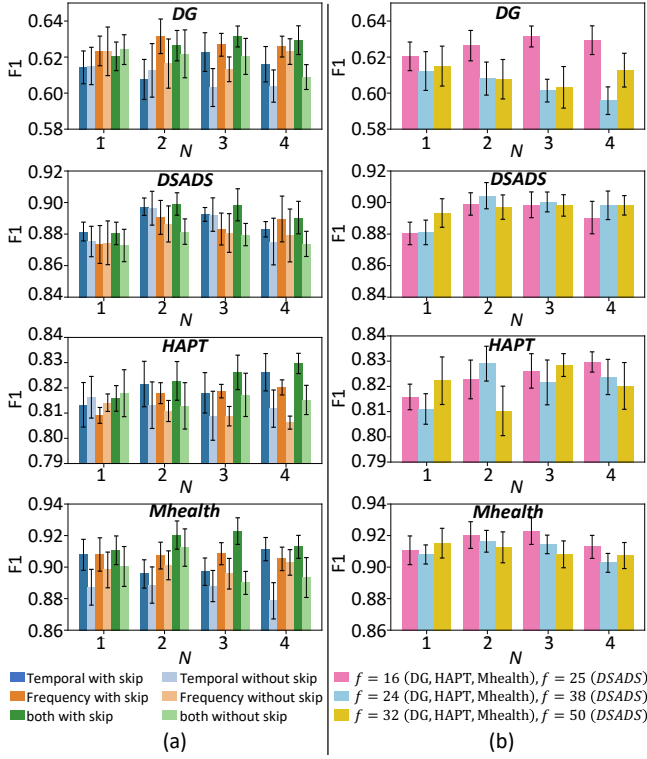 DG
F1
0.64
0.62
0.60
0.58
1 2 3 4
N
DSADS
F1
0.92
0.90
0.88
0.86
0.84
1 2 3 4
N
HAPT
F1
0.84
0.83
0.82
0.81
0.80
0.79
1 2 3 4
N
Mhealth
F1
0.94
0.92
0.90
0.88
0.86
1 2 3 4
N
Temporal with skip
Temporal without skip
Frequency with skip
Frequency without skip
both with skip
both without skip
(a)
DG
F1
0.64
0.62
0.60
0.58
1 2 3 4
N
DSADS
F1
0.92
0.90
0.88
0.86
0.84
1 2 3 4
N
HAPT
F1
0.84
0.83
0.82
0.81
0.80
0.79
1 2 3 4
N
Mhealth
F1
0.94
0.92
0.90
0.88
0.86
1 2 3 4
N
f = 16 (DG, HAPT, Mhealth), f = 25 (DSADS)
f = 24 (DG, HAPT, Mhealth), f = 38 (DSADS)
f = 32 (DG, HAPT, Mhealth), f = 50 (DSADS)
(b)